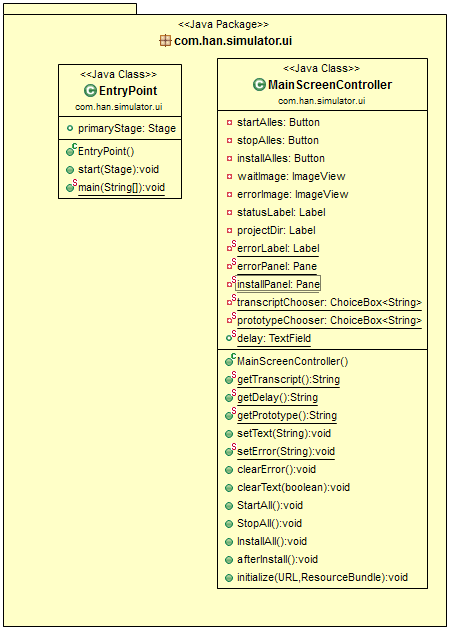 <<Java Package>>
com.han.simulator.ui
<<Java Class>>
EntryPoint
com.han.simulator.ui
primaryStage: Stage
EntryPoint()
start(Stage):void
main(String[]):void
<<Java Class>>
MainScreenController
com.han.simulator.ui
startAlles: Button
stopAlles: Button
installAlles: Button
waitImage: ImageView
errorImage: ImageView
statusLabel: Label
projectDir: Label
errorLabel: Label
errorPanel: Pane
installPanel: Pane
transcriptChooser: ChoiceBox<String>
prototypeChooser: ChoiceBox<String>
delay: TextField
MainScreenController()
getTranscript():String
getDelay():String
getPrototype():String
setText(String):void
setError(String):void
clearError():void
clearText(boolean):void
StartAll():void
StopAll():void
InstallAll():void
afterInstall():void
initialize(URL,ResourceBundle):void